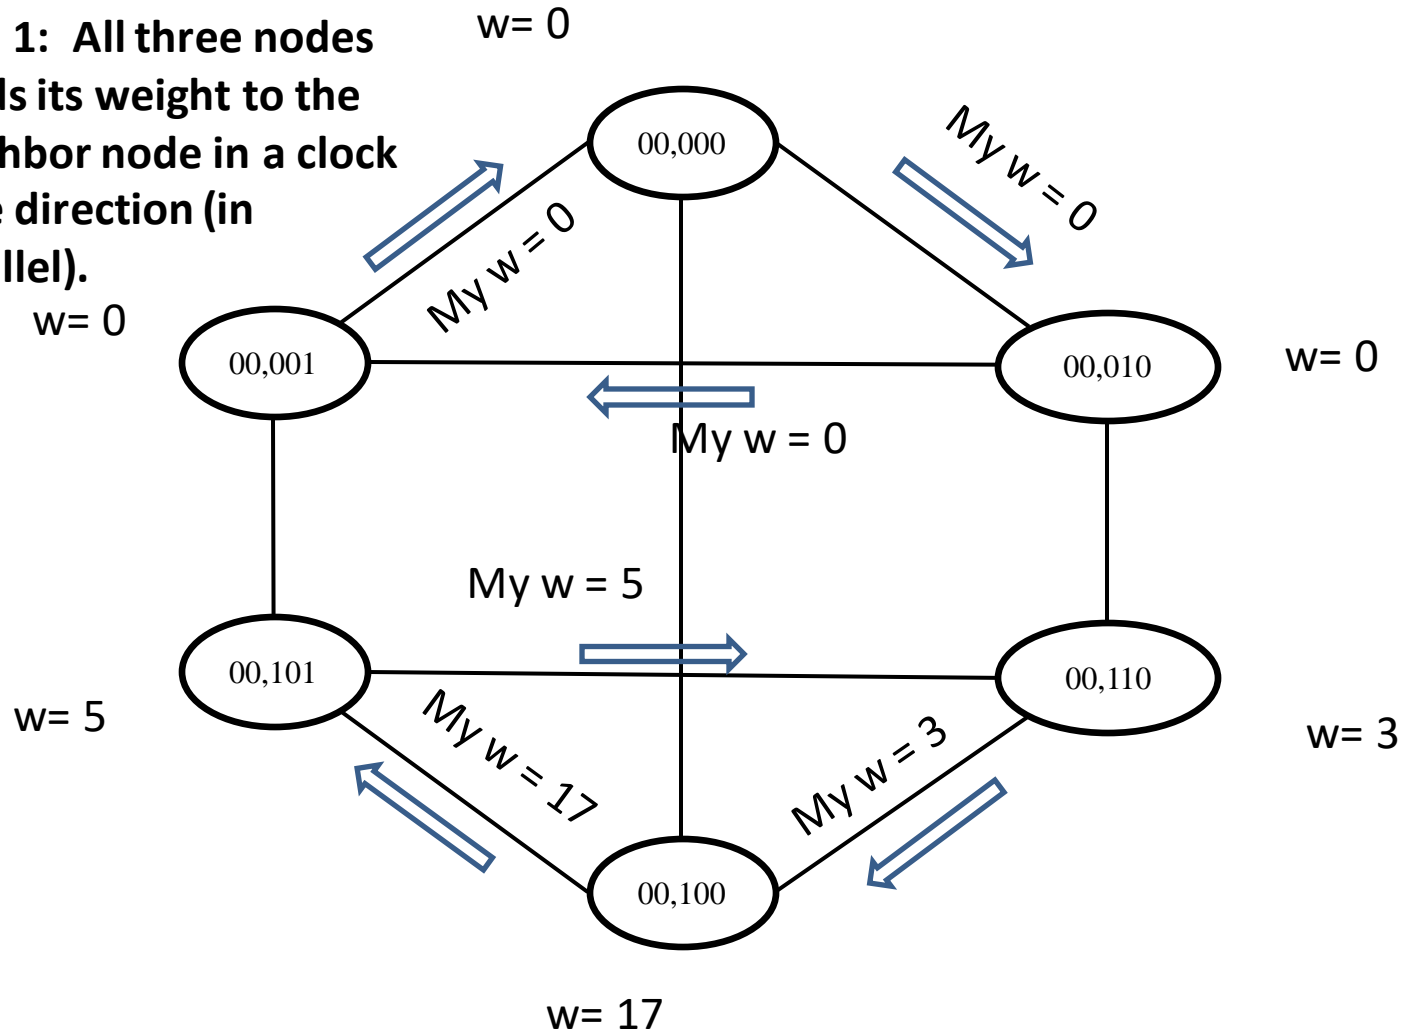 1: All three nodes
ls its weight to the
hbor node in a clock
e direction (in
llel).
w= 0
00,000
My w = 0
My w = 0
w= 0
00,001
00,010
w= 0
My w = 0
My w = 5
00,101
00,110
w= 5
My w = 17
My w = 3
w= 3
00,100
w= 17